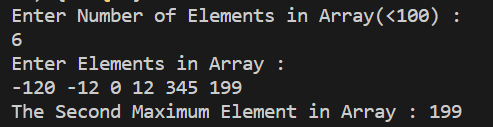 Enter Number of Elements in Array(<100) :
6
Enter Elements in Array :
-120 -12 0 12 345 199
The Second Maximum Element in Array : 199